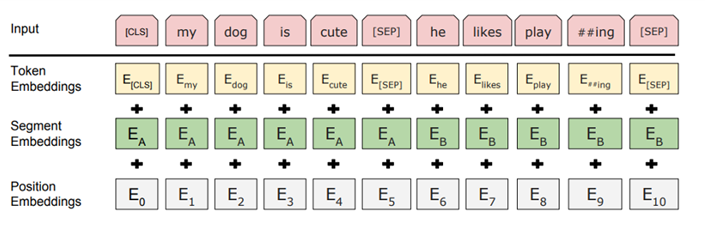 Input [CLS] my dog is cute [SEP] he likes play ##ing [SEP]
Token Embeddings E[CLS] Emy Edog Eis Ecute E[SEP] Ehe Elikes Eplay E##ing E[SEP]
Segment Embeddings EA EA EA EA EA EA EB EB EB EB EB
Position Embeddings E0 E1 E2 E3 E4 E5 E6 E7 E8 E9 E10